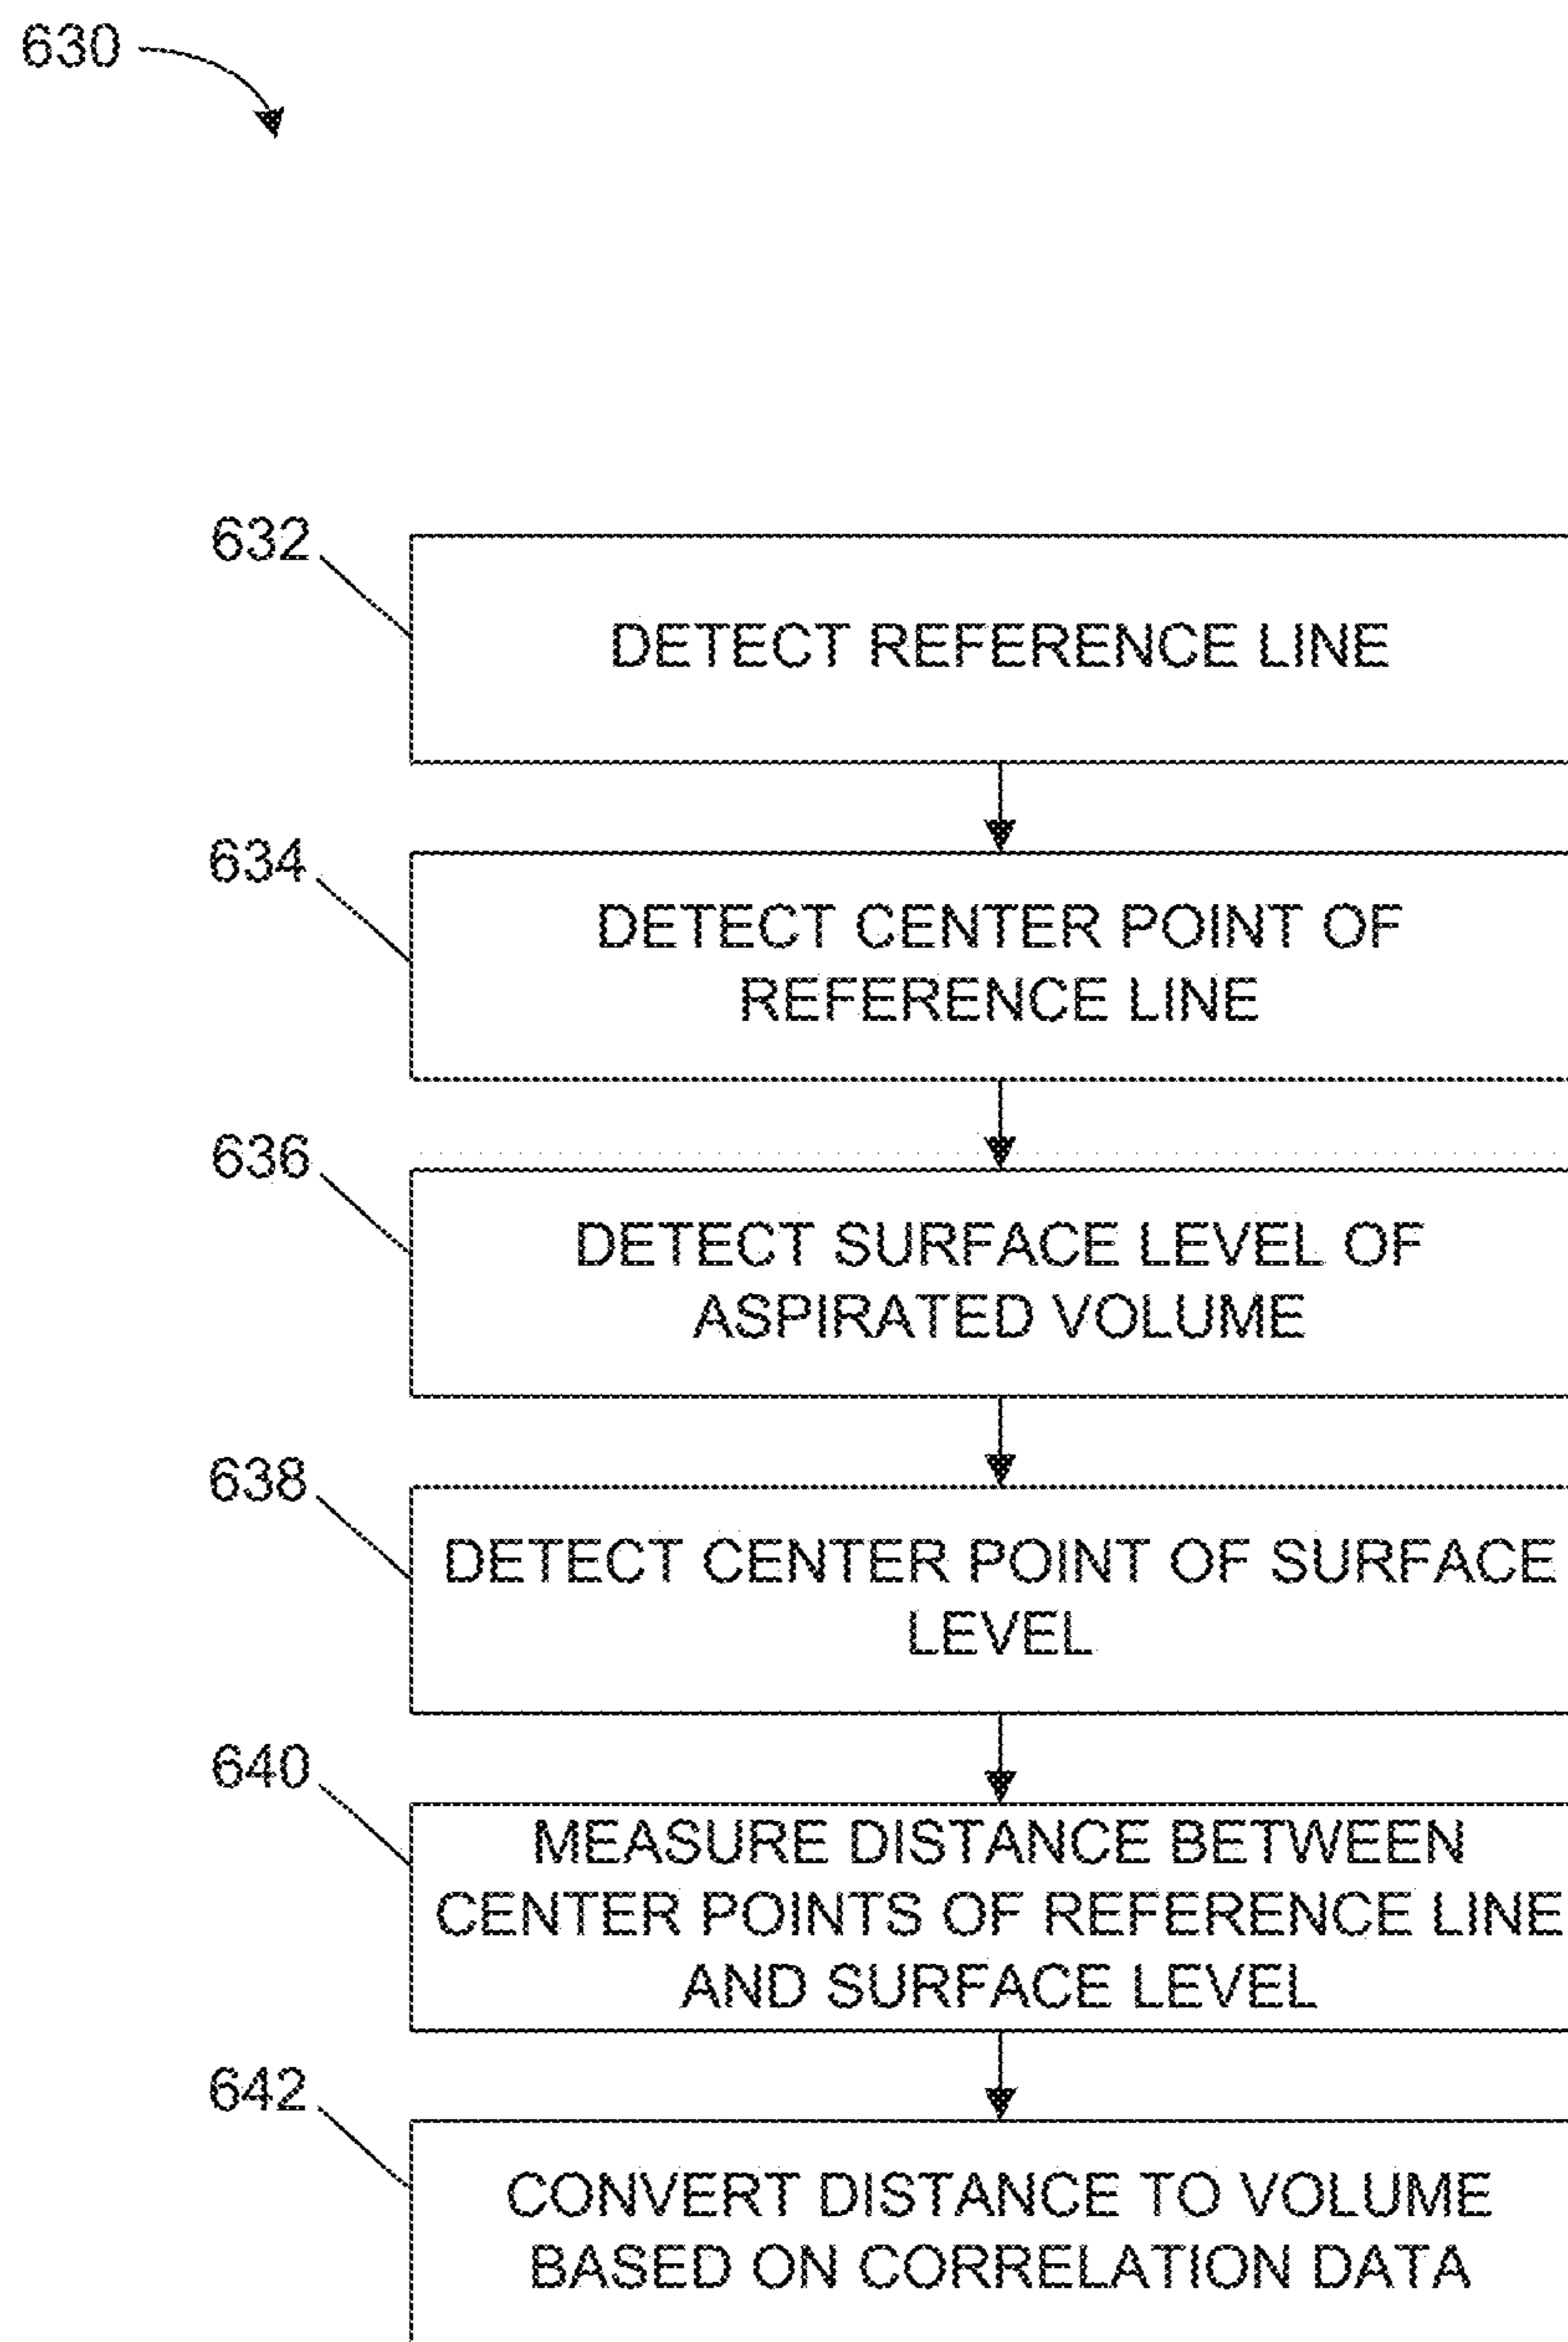 630
632
DETECT REFERENCE LINE
634
DETECT CENTER POINT OF
REFERENCE LINE
636
DETECT SURFACE LEVEL OF
ASPIRATED VOLUME
638
DETECT CENTER POINT OF SURFACE
LEVEL
640
MEASURE DISTANCE BETWEEN
CENTER POINTS OF REFERENCE LINE
AND SURFACE LEVEL
642
CONVERT DISTANCE TO VOLUME
BASED ON CORRELATION DATA